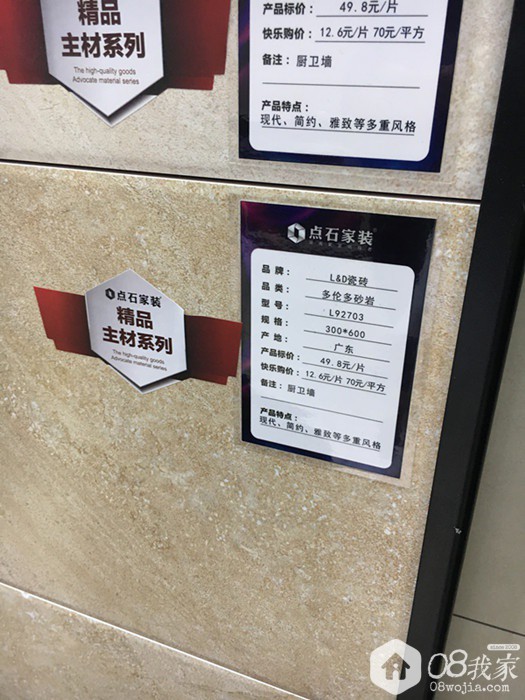 精品
主材系列
The high-quality goods
Advocate material series
产品标价: 49.8元/片
快乐购价: 12.6元/片 70元/平方
备注: 厨卫墙
产品特点:
现代、简约、雅致等多重风格
点石家装
精品
主材系列
The high-quality goods
Advocate material series
点石家装
品牌: L&D瓷砖
品类: 多伦多砂岩
型号: L92703
规格: 300*600
产地: 广东
产品标价: 49.8元/片
快乐购价: 12.6元/片 70元/平方
备注: 厨卫墙
产品特点:
现代、简约、雅致等多重风格
08我家
08wojia.com